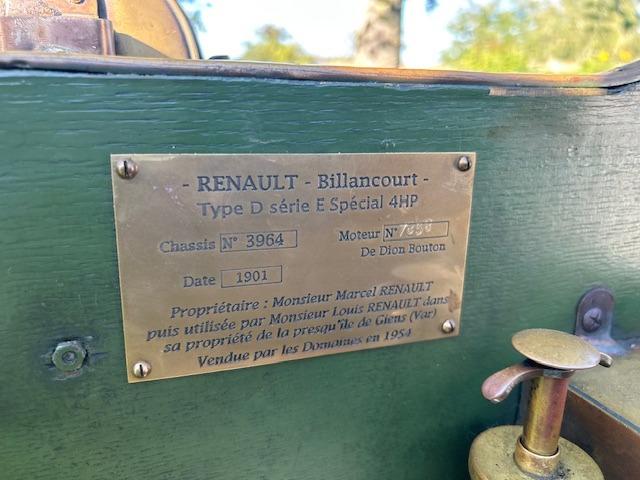 - RENAULT - Billancourt -
Type D série E Spécial 4HP
Chassis N° 3964
Moteur N°
De Dion Bouton
Date 1901
Propriétaire : Monsieur Marcel RENAULT
puis utilisée par Monsieur Louis RENAULT dans
sa propriété de la presqu'île de Giens (Var)
Vendue par les Domaines en 1954